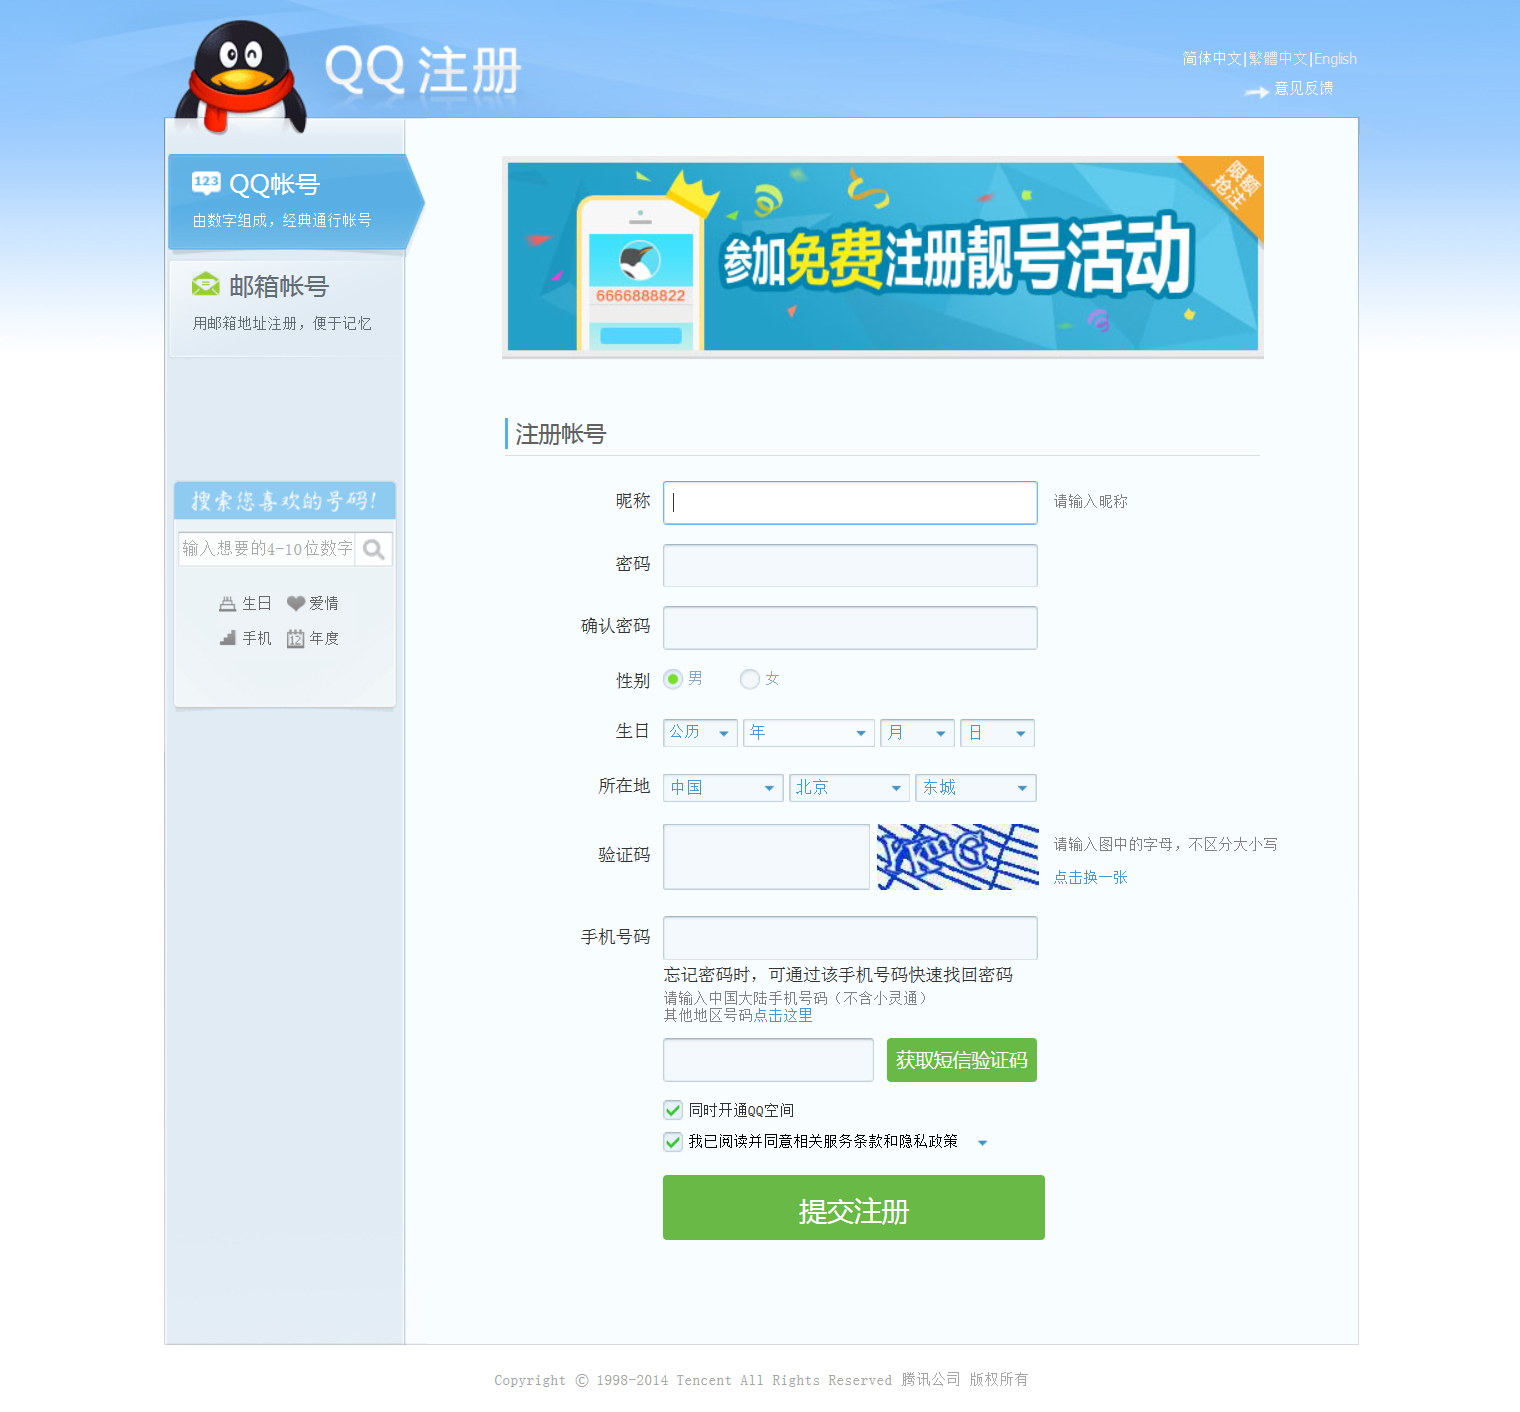 QQ 注册
简体中文|繁體中文|English
意见反馈
123 QQ帐号
由数字组成，经典通行帐号
邮箱帐号
用邮箱地址注册，便于记忆
搜索您喜欢的号码!
输入想要的4-10位数字
生日 爱情
手机 12 年度
限额
抢注
参加免费注册靓号活动
6666888822
注册帐号
昵称 请输入昵称
密码
确认密码
性别 男 女
生日 公历 年 月 日
所在地 中国 北京 东城
验证码 请输入图中的字母，不区分大小写
点击换一张
手机号码
忘记密码时，可通过该手机号码快速找回密码
请输入中国大陆手机号码（不含小灵通）
其他地区号码点击这里
获取短信验证码
同时开通QQ空间
我已阅读并同意相关服务条款和隐私政策
提交注册
Copyright © 1998-2014 Tencent All Rights Reserved 腾讯公司 版权所有